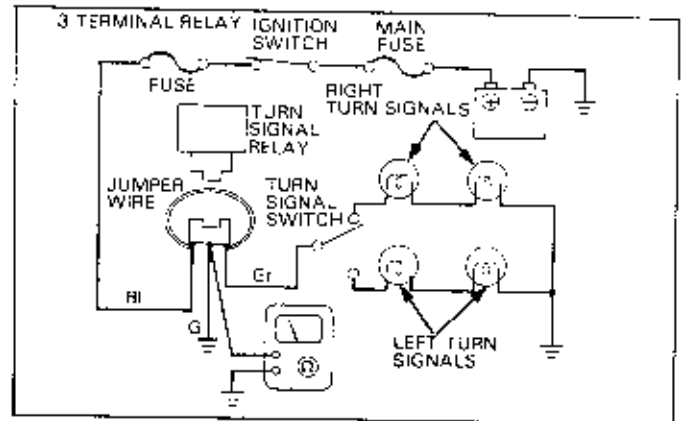 3 TERMINAL RELAY
IGNITION
SWITCH
MAIN
FUSE
FUSE
RIGHT
TURN SIGNALS
TURN
SIGNAL
RELAY
JUMPER
WIRE
TURN
SIGNAL
SWITCH
Gr
Bl
G
Ω
LEFT TURN
SIGNALS